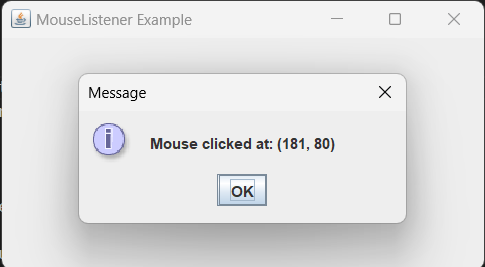 MouseListener Example
Message
Mouse clicked at: (181, 80)
OK